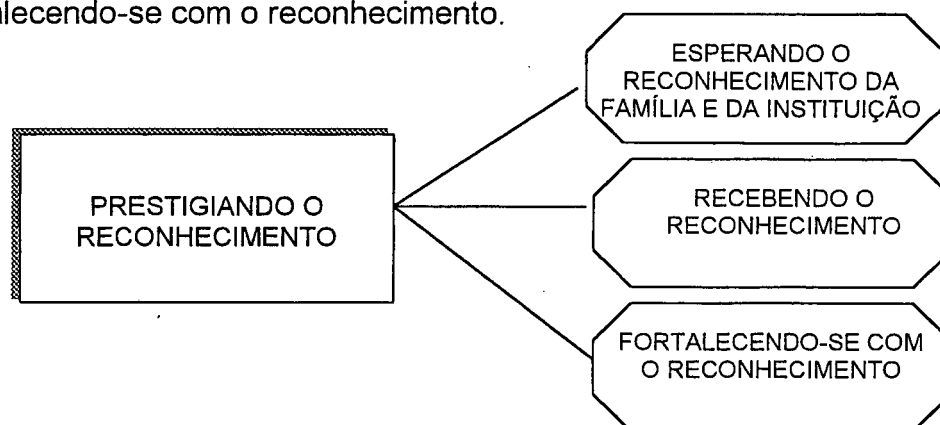 alecendo-se com o reconhecimento.
ESPERANDO O
RECONHECIMENTO DA
FAMÍLIA E DA INSTITUIÇÃO
PRESTIGIANDO O
RECONHECIMENTO
RECEBENDO O
RECONHECIMENTO
FORTALECENDO-SE COM
O RECONHECIMENTO